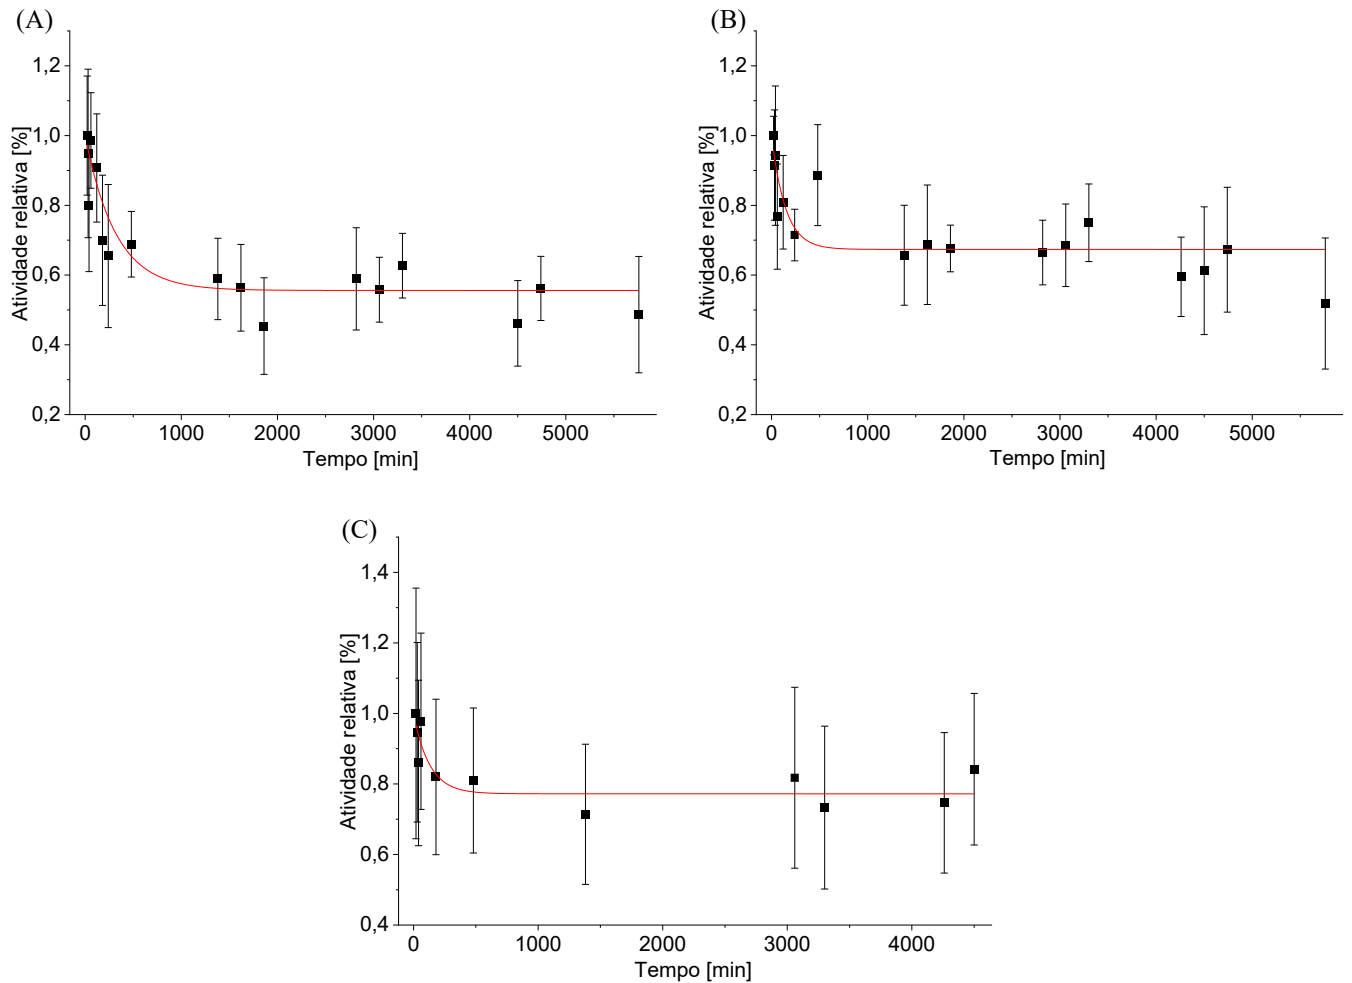 (A)
Atividade relativa [%]
1,2
1,0
0,8
0,6
0,4
0,2
0 1000 2000 3000 4000 5000
Tempo [min]
(B)
Atividade relativa [%]
1,2
1,0
0,8
0,6
0,4
0,2
0 1000 2000 3000 4000 5000
Tempo [min]
(C)
Atividade relativa [%]
1,4
1,2
1,0
0,8
0,6
0,4
0 1000 2000 3000 4000
Tempo [min]